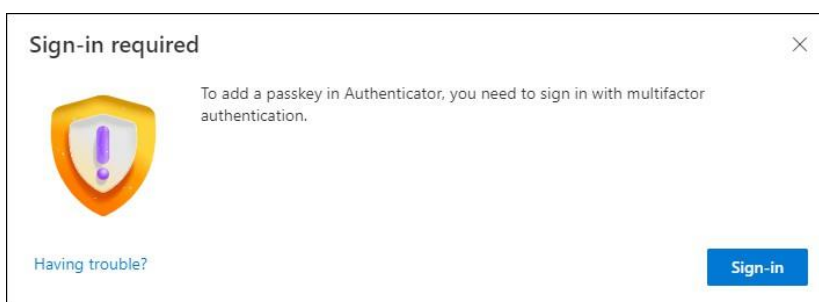 Sign-in required
To add a passkey in Authenticator, you need to sign in with multifactor
authentication.
Having trouble?
Sign-in